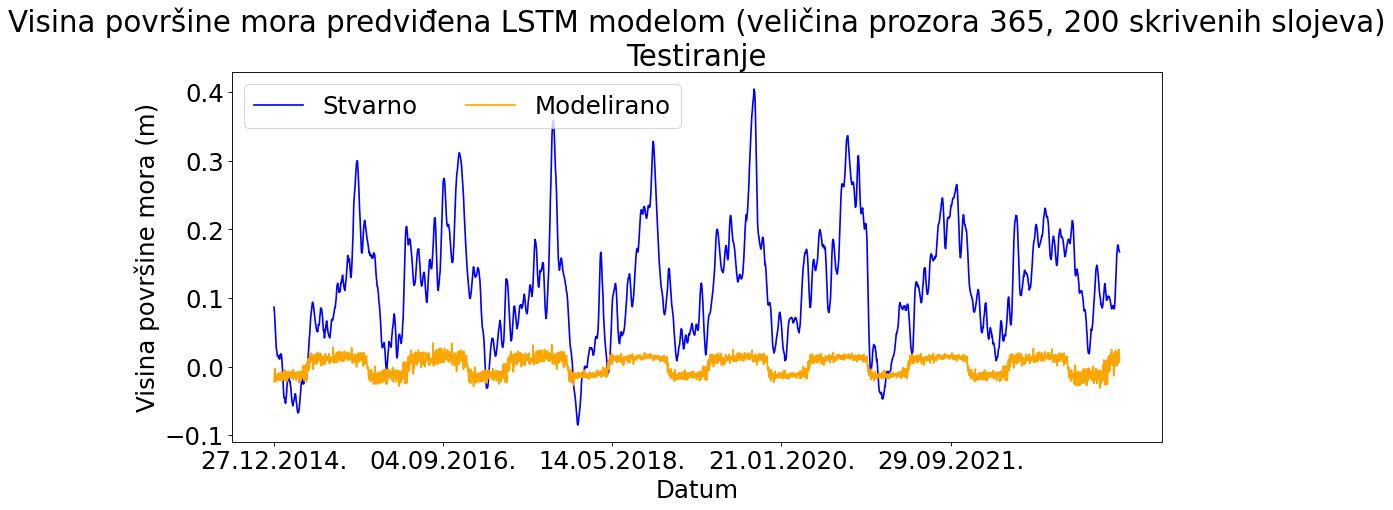 Visina površine mora predviđena LSTM modelom (veličina prozora 365, 200 skrivenih slojeva)
Testiranje
Stvarno
Modelirano
Visina površine mora (m)
0.4
0.3
0.2
0.1
0.0
−0.1
27.12.2014.
04.09.2016.
14.05.2018.
21.01.2020.
29.09.2021.
Datum